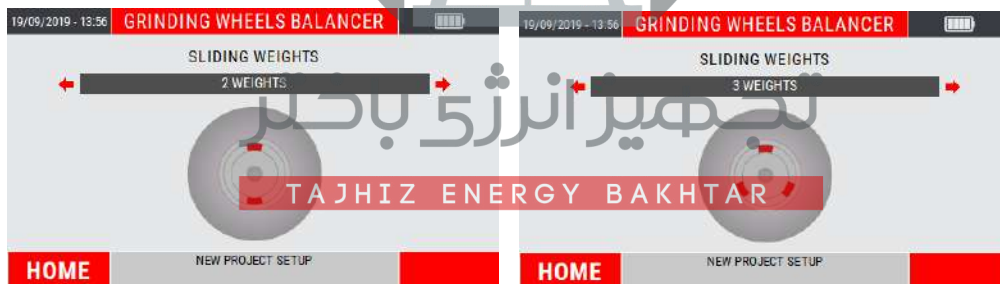 19/09/2019 - 13:56 GRINDING WHEELS BALANCER
SLIDING WEIGHTS
2 WEIGHTS
HOME
NEW PROJECT SETUP
19/09/2019 - 13:56 GRINDING WHEELS BALANCER
SLIDING WEIGHTS
3 WEIGHTS
HOME
NEW PROJECT SETUP
تجهیز انرژی باختر
TAJHIZ ENERGY BAKHTAR